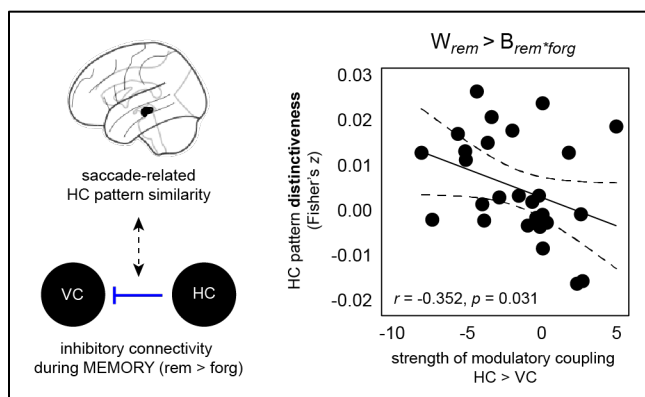 saccade-related
HC pattern similarity
VC
HC
inhibitory connectivity
during MEMORY (rem > forg)
Wrem > Brem*forg
HC pattern distinctiveness
(Fisher's z)
0.03
0.02
0.01
0.00
-0.01
-0.02
r = -0.352, p = 0.031
-10
-5
0
5
strength of modulatory coupling
HC > VC